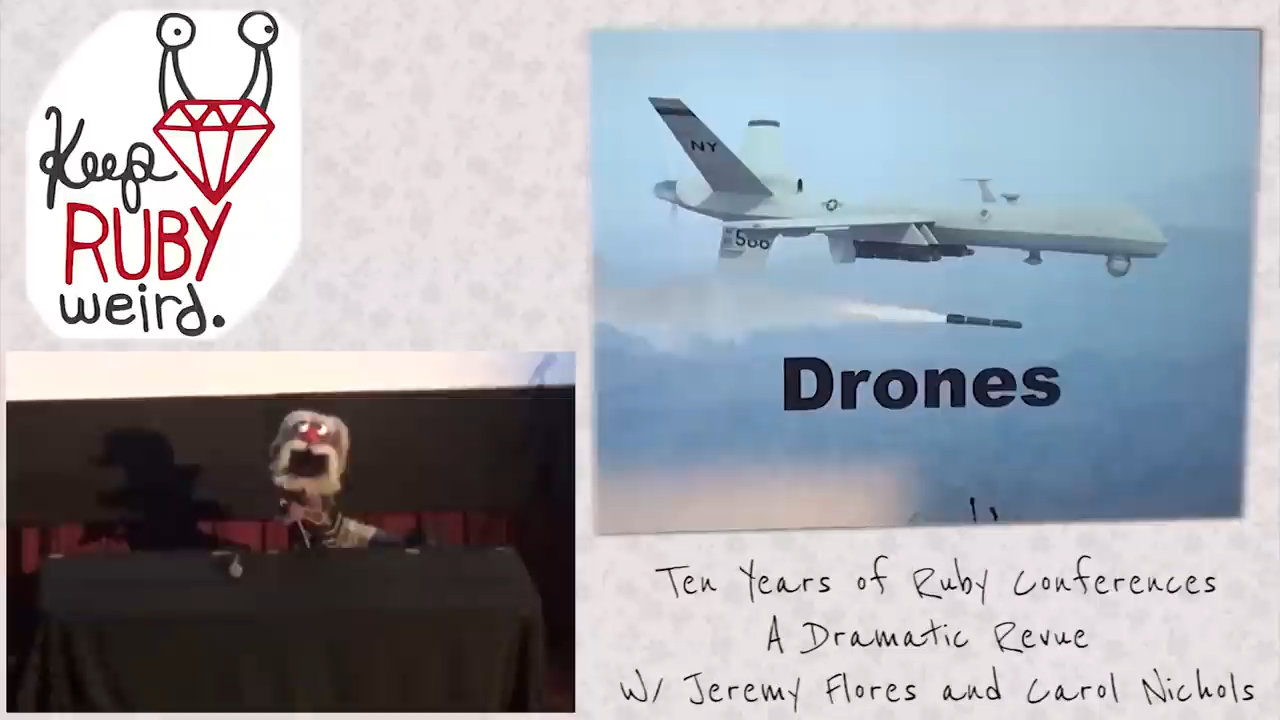 Keep
RUBY
weird.
NY
566
Drones
Ten Years of Ruby Conferences
A Dramatic Revue
W/ Jeremy Flores and Carol Nichols